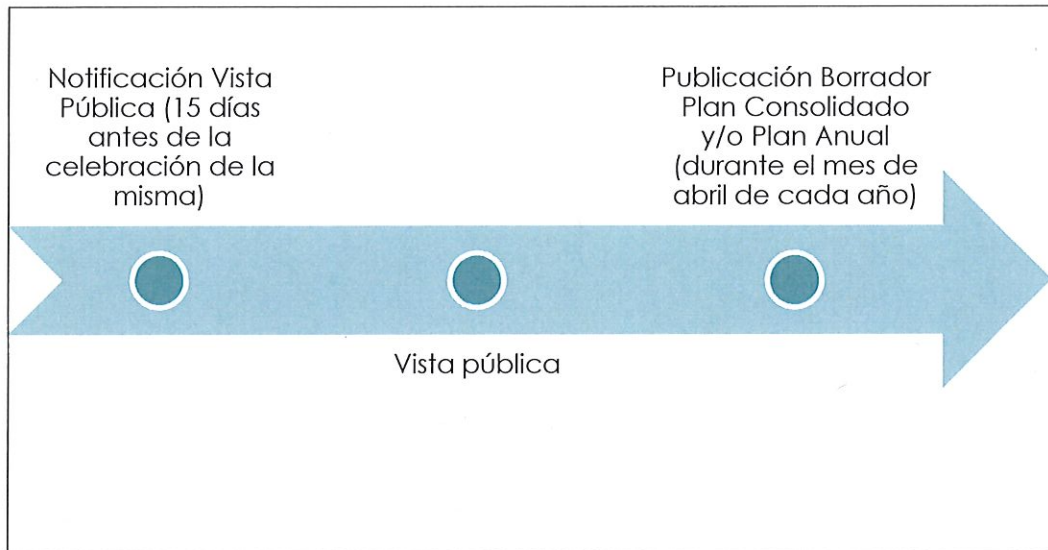 Notificación Vista
Pública (15 días
antes de la
celebración de la
misma)
Vista pública
Publicación Borrador
Plan Consolidado
y/o Plan Anual
(durante el mes de
abril de cada año)